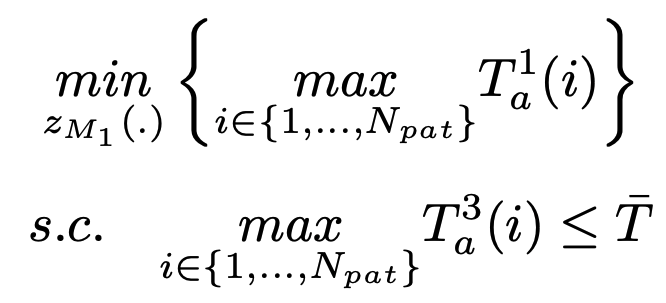 min_{z_{M_1}(.)} { max_{i∈{1,...,N_{pat}}} T_a^1(i) }
s.c. max_{i∈{1,...,N_{pat}}} T_a^3(i) ≤ T̄